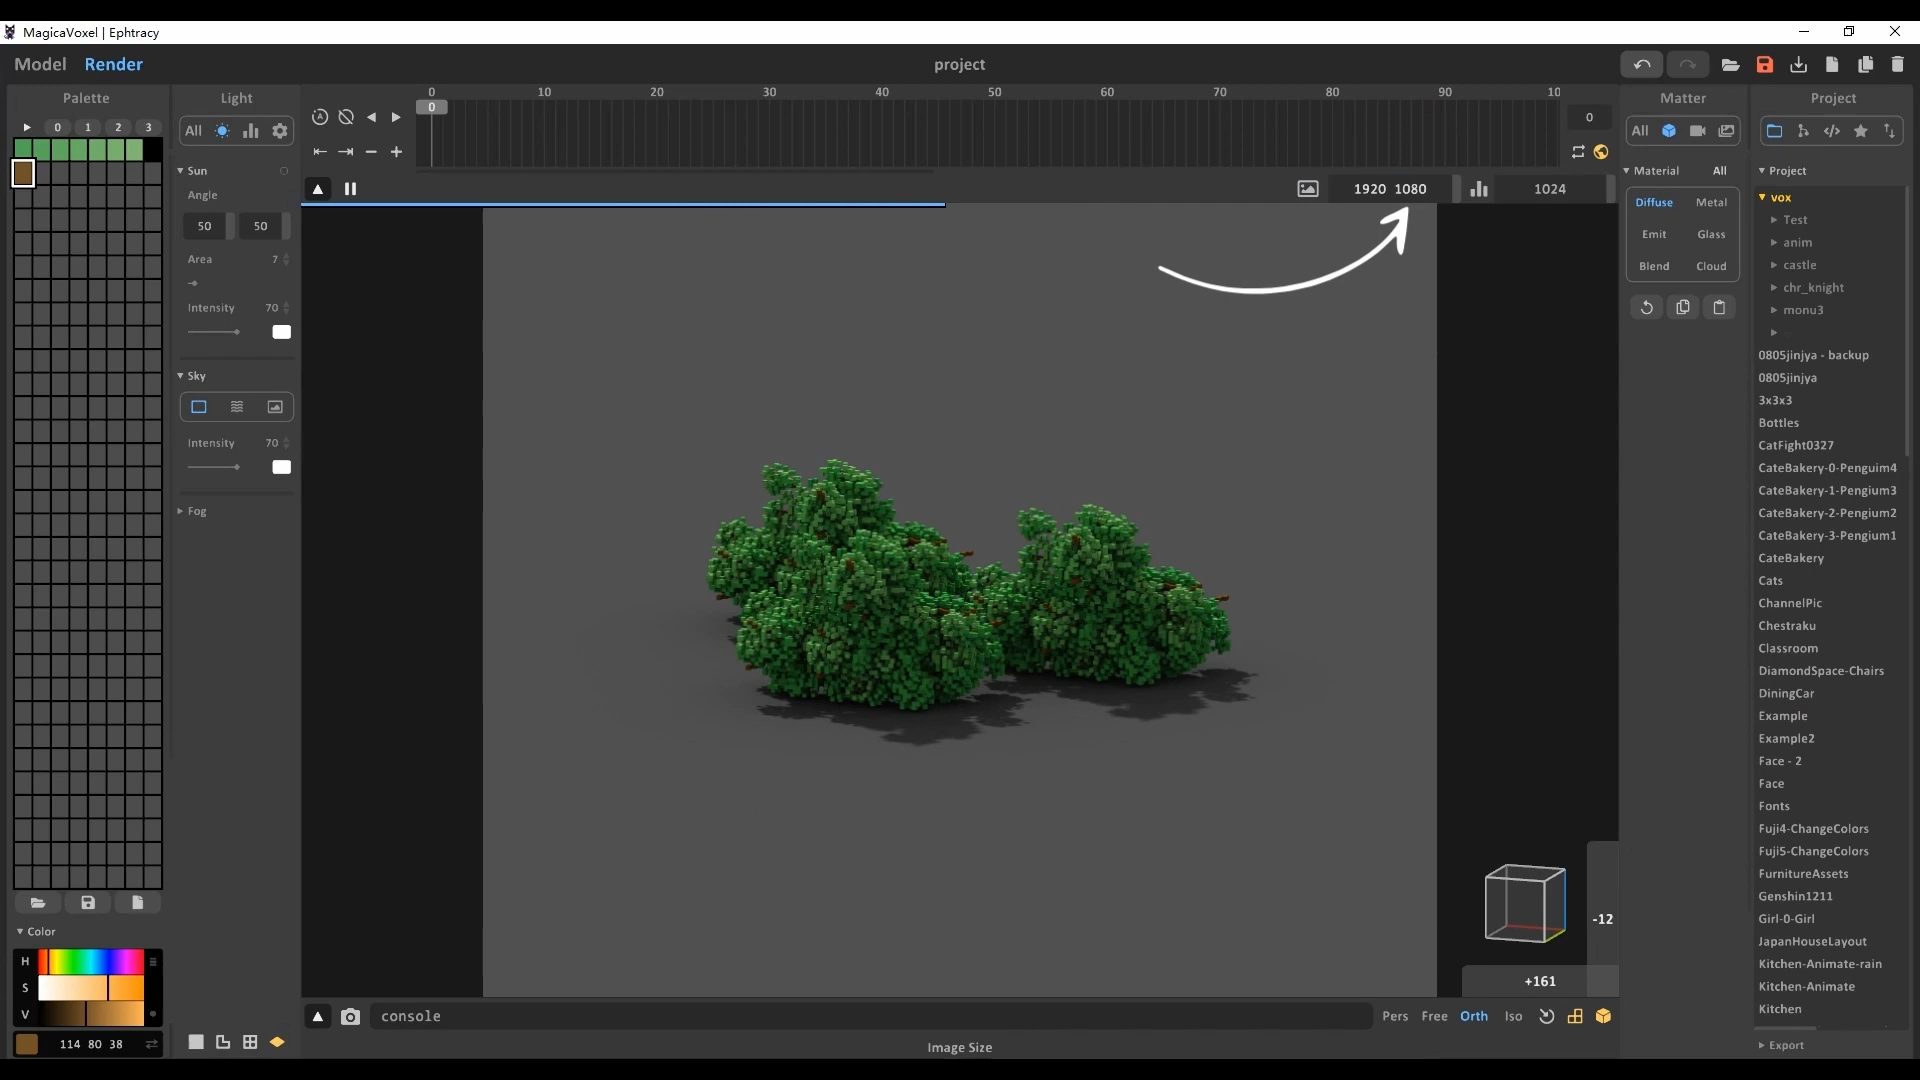 MagicaVoxel | Ephtracy
Model Render
project
Palette
0 1 2 3
Light
All
Sun
Angle
50 50
Area 7
Intensity 70
Sky
Intensity 70
Fog
Color
H
S
V
114 80 38
0 10 20 30 40 50 60 70 80 90 10
0
0
1920 1080
1024
-12
+161
console
Pers Free Orth Iso
Image Size
Matter
All
Material All
Diffuse Metal
Emit Glass
Blend Cloud
Project
Project
vox
Test
anim
castle
chr_knight
monu3
0805jinjya - backup
0805jinjya
3x3x3
Bottles
CatFight0327
CateBakery-0-Penguim4
CateBakery-1-Pengium3
CateBakery-2-Pengium2
CateBakery-3-Pengium1
CateBakery
Cats
ChannelPic
Chestraku
Classroom
DiamondSpace-Chairs
DiningCar
Example
Example2
Face - 2
Face
Fonts
Fuji4-ChangeColors
Fuji5-ChangeColors
FurnitureAssets
Genshin1211
Girl-0-Girl
JapanHouseLayout
Kitchen-Animate-rain
Kitchen-Animate
Kitchen
Export